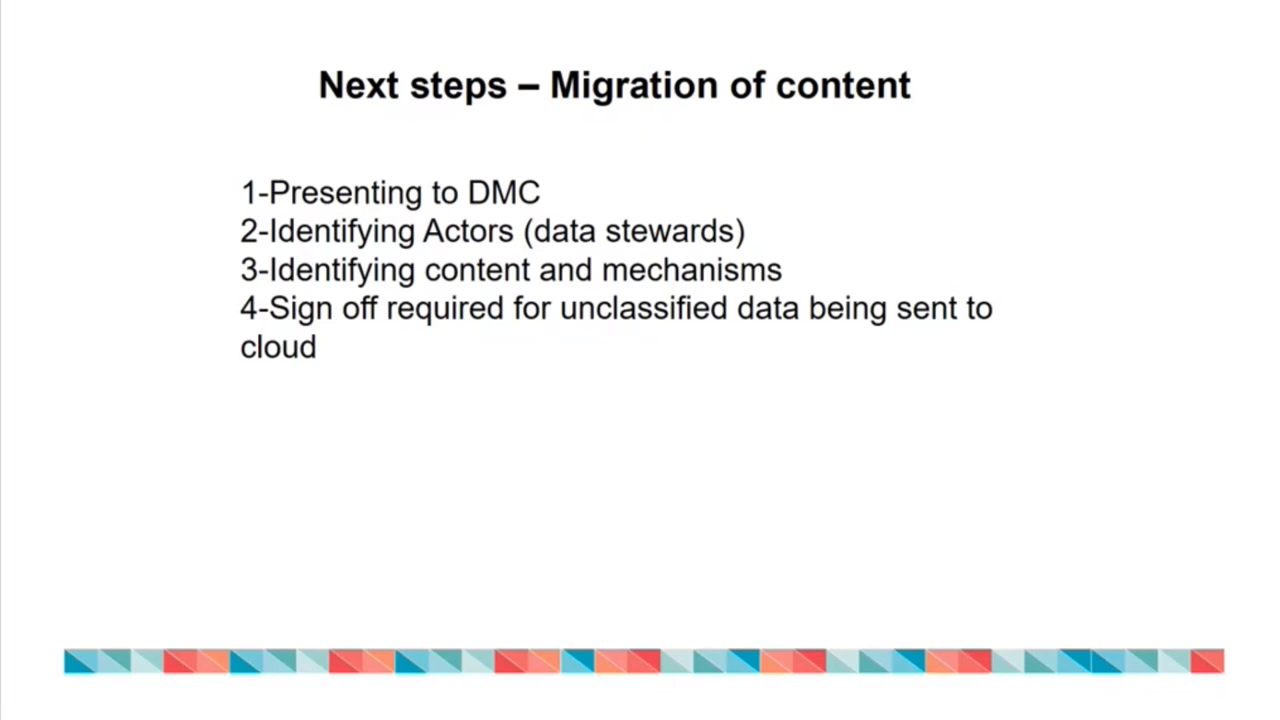 Next steps – Migration of content
1-Presenting to DMC
2-Identifying Actors (data stewards)
3-Identifying content and mechanisms
4-Sign off required for unclassified data being sent to
cloud